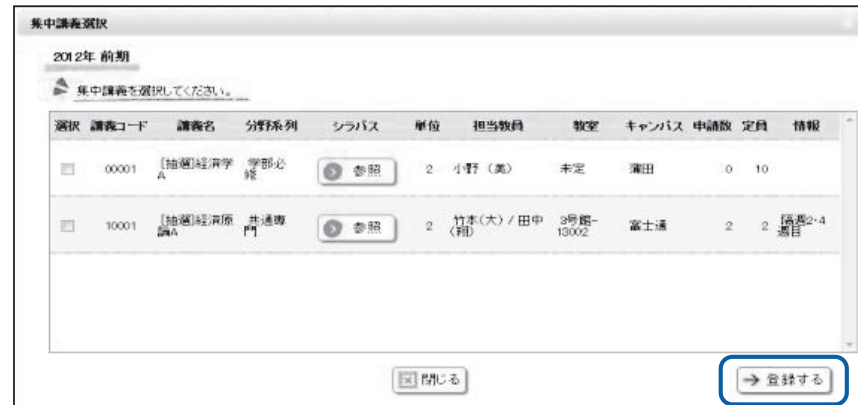 集中講義選択
2012年 前期
集中講義を選択してください。
選択 講義コード 講義名 分野系列 シラバス 単位 担当教員 教室 キャンパス 申請数 定員 情報
00001 [抽選]経済学A 学部必修 参照 2 小野 (美) 未定 蒲田 0 10
10001 [抽選]経済原論A 共通専門 参照 2 竹本(大) / 田中(翔) 3号館-13002 富士通 2 2 隔週2・4週目
閉じる 登録する